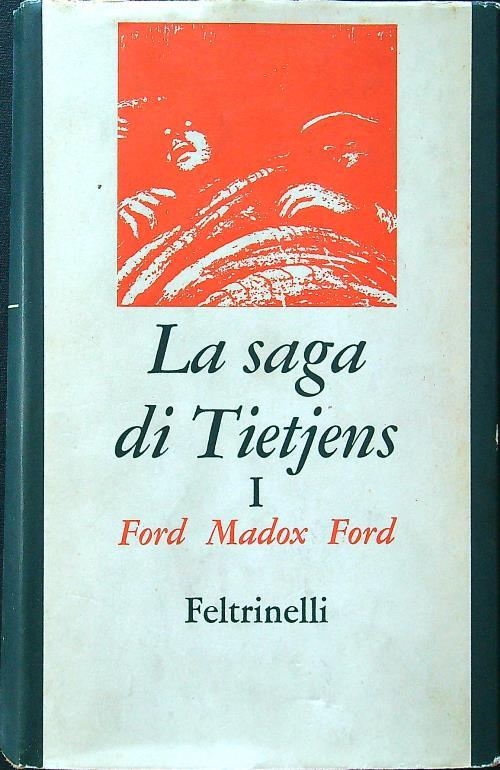 La saga
di Tietjens
I
Ford Madox Ford
Feltrinelli